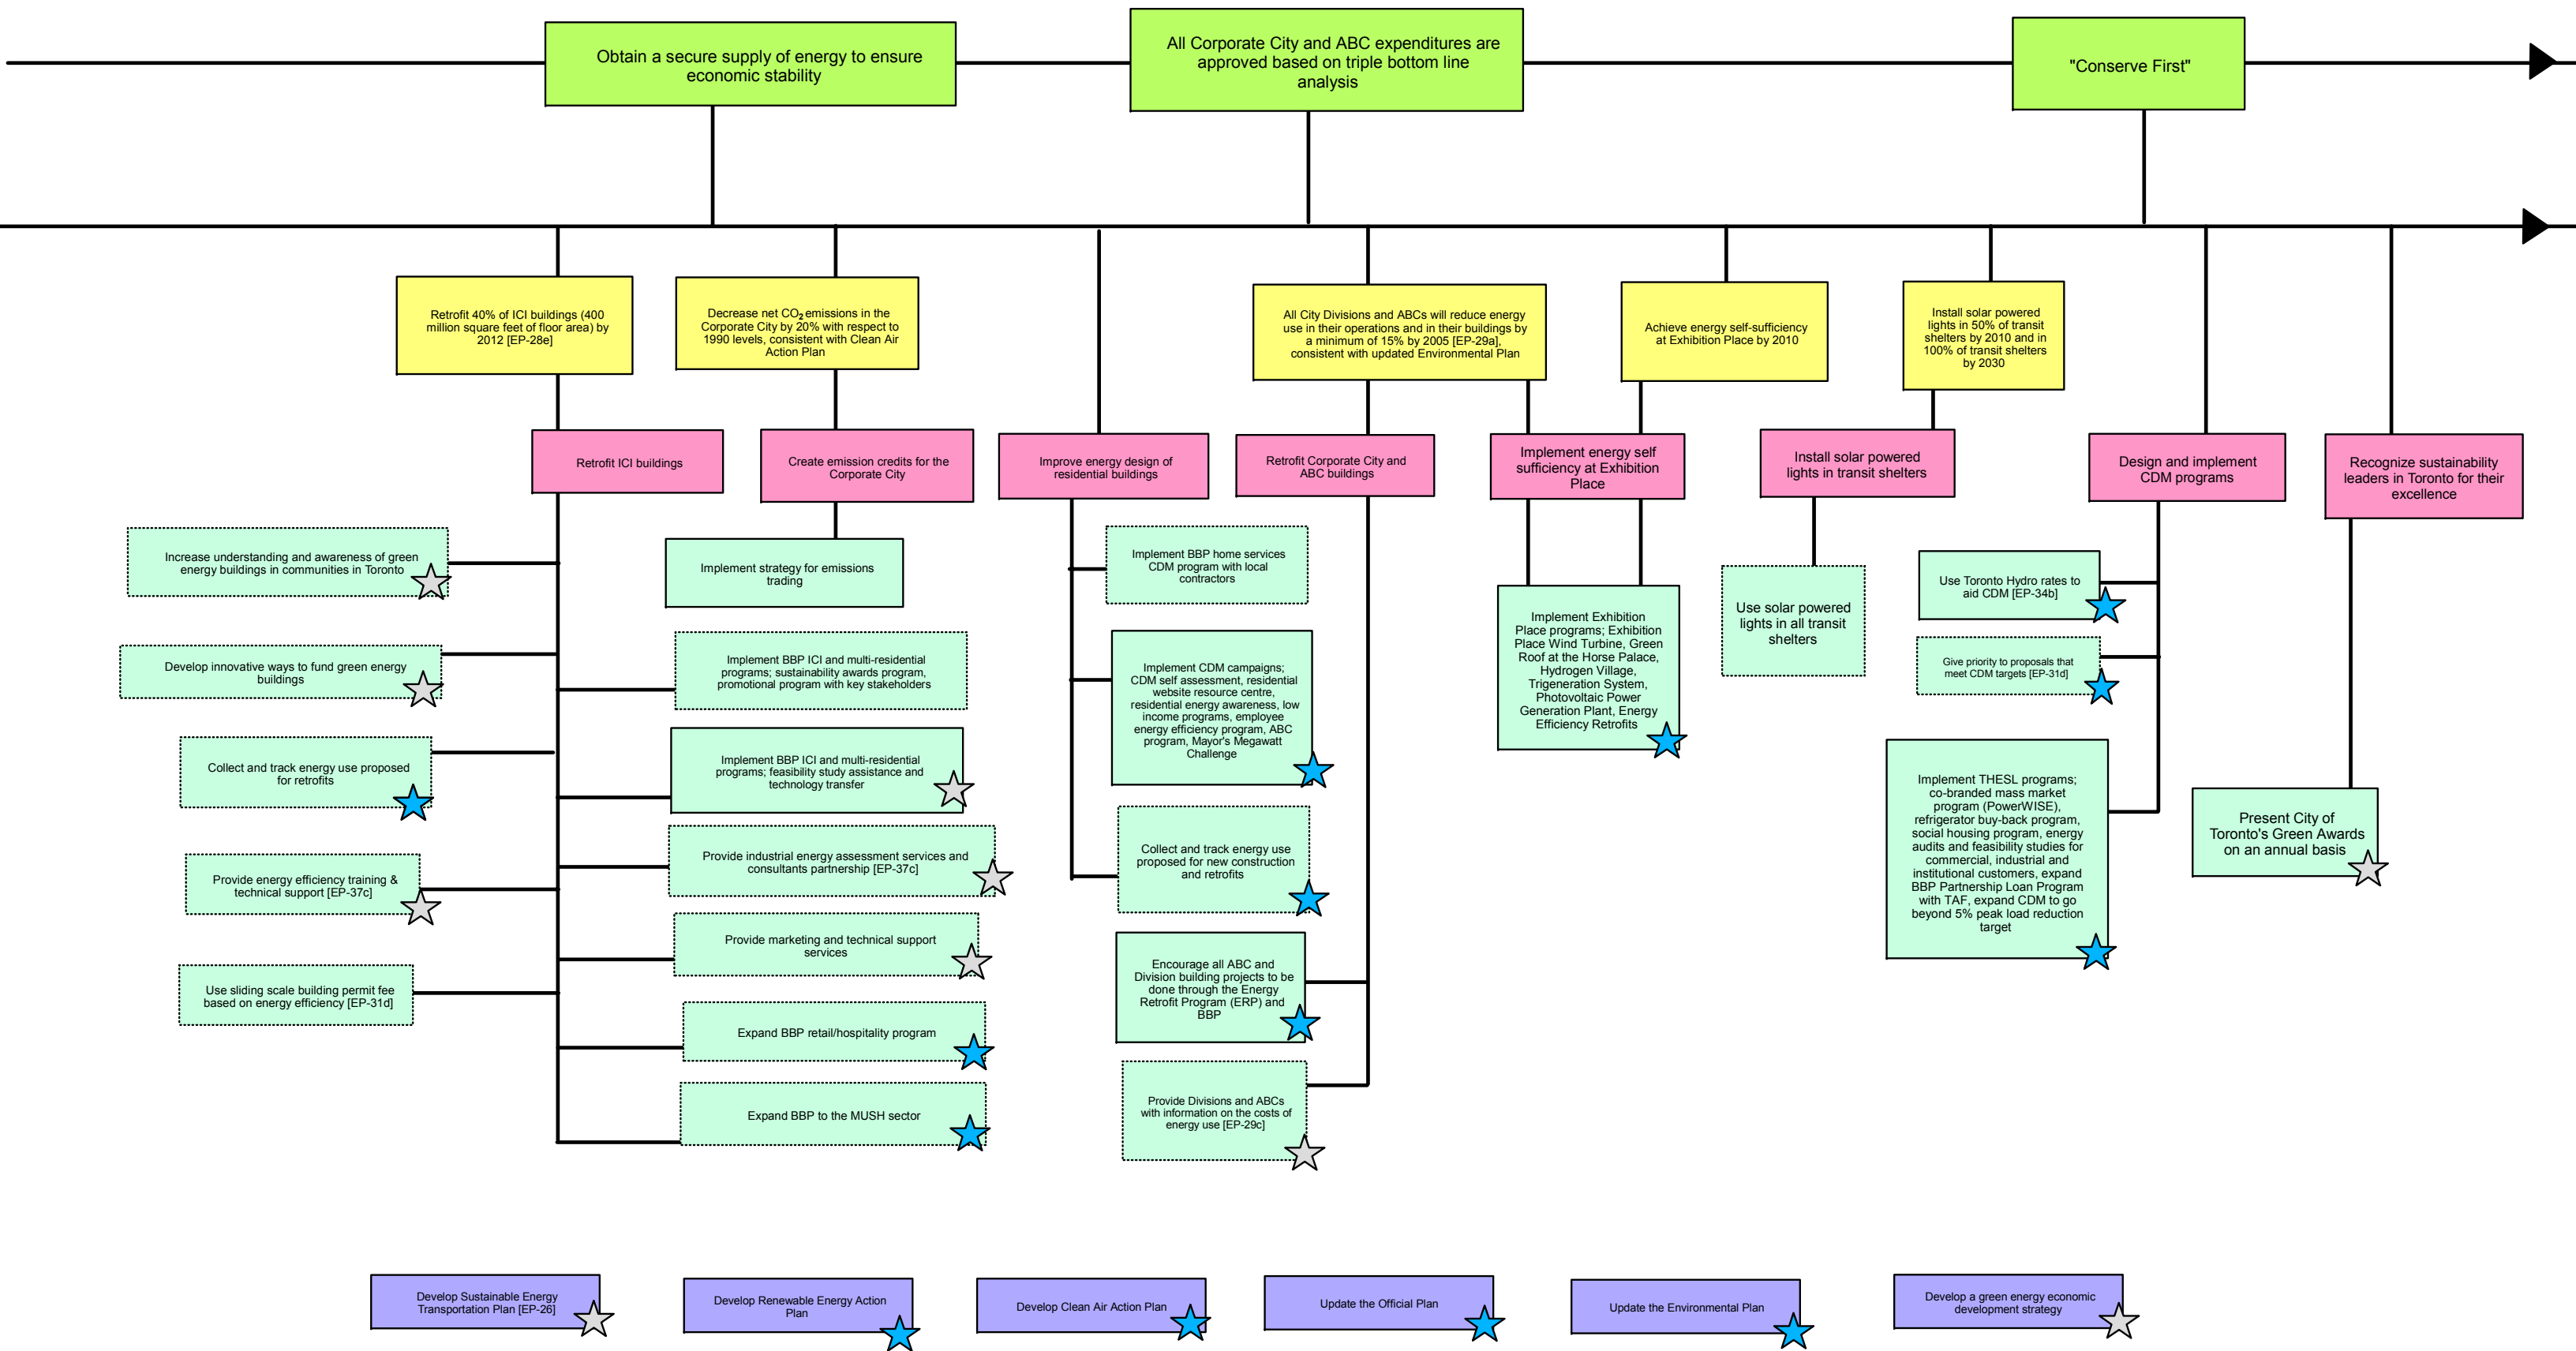 Obtain a secure supply of energy to ensure
economic stability
All Corporate City and ABC expenditures are
approved based on triple bottom line
analysis
"Conserve First"
Retrofit 40% of ICI buildings (400
million square feet of floor area) by
2012 [EP-28e]
Decrease net CO2 emissions in the
Corporate City by 20% with respect to
1990 levels, consistent with Clean Air
Action Plan
All City Divisions and ABCs will reduce energy
use in their operations and in their buildings by
a minimum of 15% by 2005 [EP-29a],
consistent with updated Environmental Plan
Achieve energy self-sufficiency
at Exhibition Place by 2010
Install solar powered
lights in 50% of transit
shelters by 2010 and in
100% of transit shelters
by 2030
Retrofit ICI buildings
Create emission credits for the
Corporate City
Improve energy design of
residential buildings
Retrofit Corporate City and
ABC buildings
Implement energy self
sufficiency at Exhibition
Place
Install solar powered
lights in transit shelters
Design and implement
CDM programs
Recognize sustainability
leaders in Toronto for their
excellence
Increase understanding and awareness of green
energy buildings in communities in Toronto
Develop innovative ways to fund green energy
buildings
Collect and track energy use proposed
for retrofits
Provide energy efficiency training &
technical support [EP-37c]
Use sliding scale building permit fee
based on energy efficiency [EP-31d]
Implement strategy for emissions
trading
Implement BBP ICI and multi-residential
programs; sustainability awards program,
promotional program with key stakeholders
Implement BBP ICI and multi-residential
programs; feasibility study assistance and
technology transfer
Provide industrial energy assessment services and
consultants partnership [EP-37c]
Provide marketing and technical support
services
Expand BBP retail/hospitality program
Expand BBP to the MUSH sector
Implement BBP home services
CDM program with local
contractors
Implement CDM campaigns;
CDM self assessment, residential
website resource centre,
residential energy awareness, low
income programs, employee
energy efficiency program, ABC
program, Mayor's Megawatt
Challenge
Collect and track energy use
proposed for new construction
and retrofits
Encourage all ABC and
Division building projects to be
done through the Energy
Retrofit Program (ERP) and
BBP
Provide Divisions and ABCs
with information on the costs of
energy use [EP-29c]
Implement Exhibition
Place programs; Exhibition
Place Wind Turbine, Green
Roof at the Horse Palace,
Hydrogen Village,
Trigeneration System,
Photovoltaic Power
Generation Plant, Energy
Efficiency Retrofits
Use solar powered
lights in all transit
shelters
Use Toronto Hydro rates to
aid CDM [EP-34b]
Give priority to proposals that
meet CDM targets [EP-31d]
Implement THESL programs;
co-branded mass market
program (PowerWISE),
refrigerator buy-back program,
social housing program, energy
audits and feasibility studies for
commercial, industrial and
institutional customers, expand
BBP Partnership Loan Program
with TAF, expand CDM to go
beyond 5% peak load reduction
target
Present City of
Toronto's Green Awards
on an annual basis
Develop Sustainable Energy
Transportation Plan [EP-26]
Develop Renewable Energy Action
Plan
Develop Clean Air Action Plan
Update the Official Plan
Update the Environmental Plan
Develop a green energy economic
development strategy